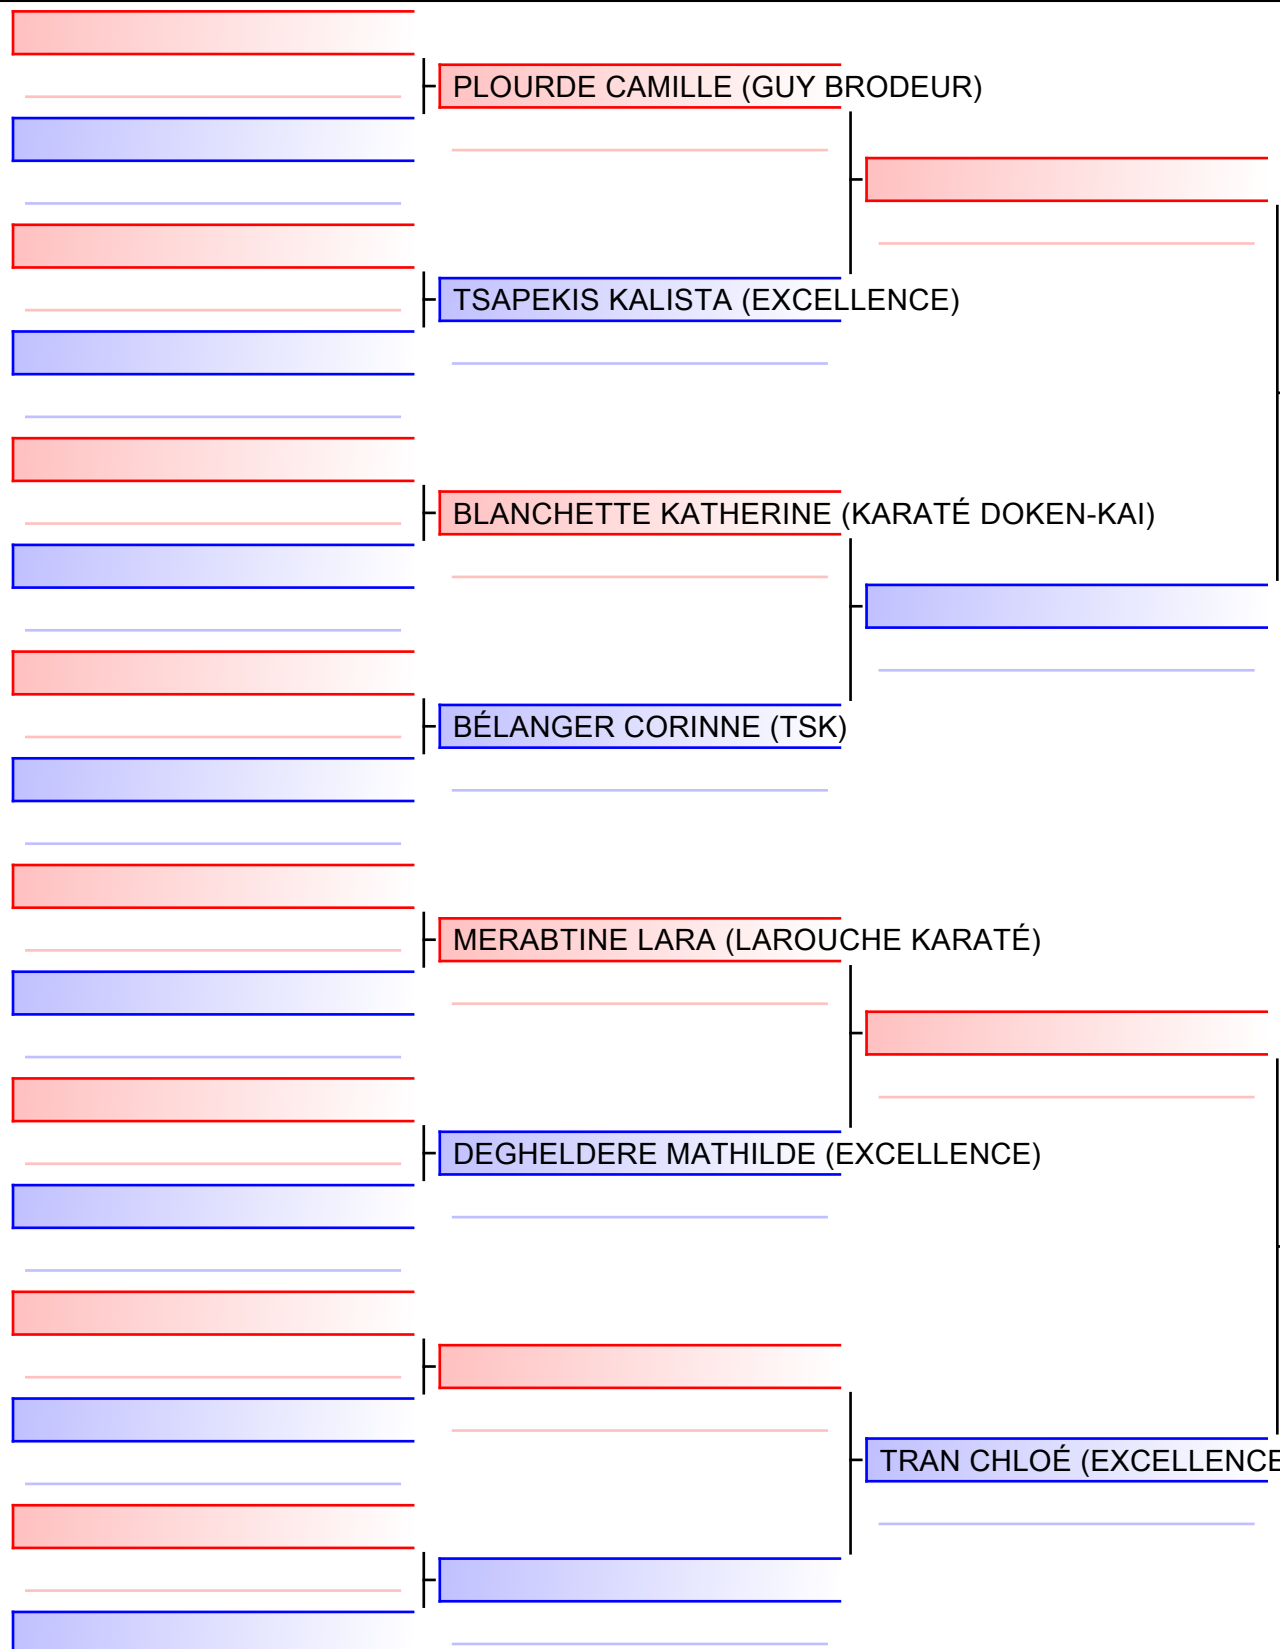 PLOURDE CAMILLE (GUY BRODEUR)
TSAPEKIS KALISTA (EXCELLENCE)
BLANCHETTE KATHERINE (KARATÉ DOKEN-KAI)
BÉLANGER CORINNE (TSK)
MERABTINE LARA (LAROUCHE KARATÉ)
DEGHELDERE MATHILDE (EXCELLENCE)
TRAN CHLOÉ (EXCELLENCE